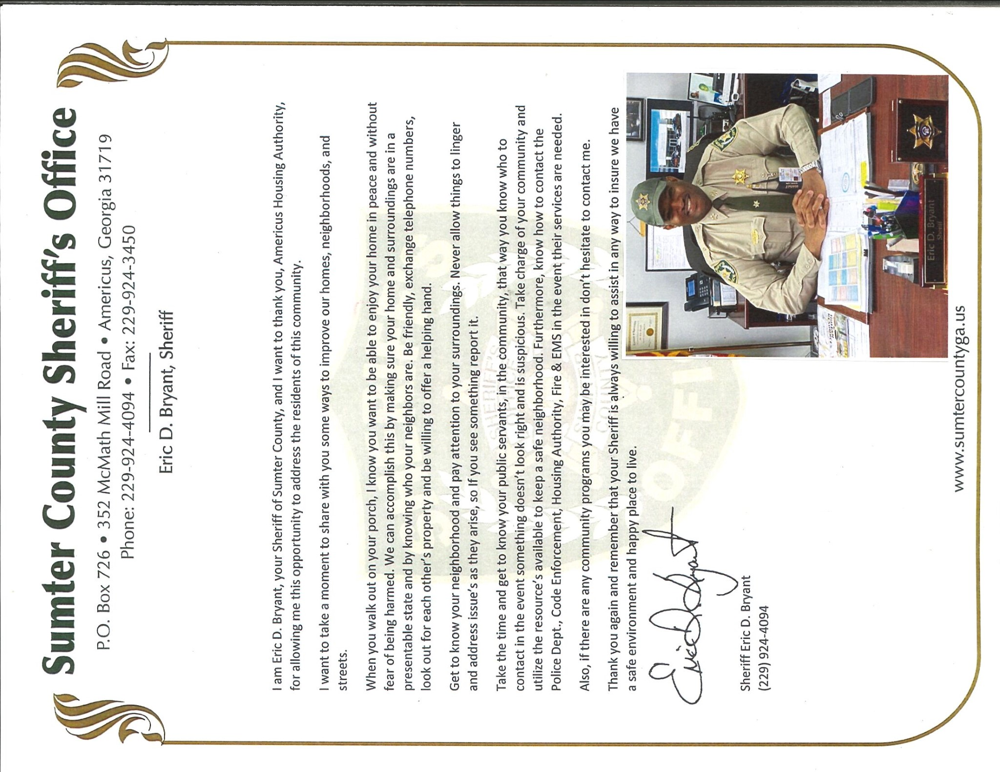 Sumter County Sheriff's Office
P.O. Box 726 • 352 McMath Mill Road • Americus, Georgia 31719
Phone: 229-924-4094 • Fax: 229-924-3450
Eric D. Bryant, Sheriff
I am Eric D. Bryant, your Sheriff of Sumter County, and I want to thank you, Americus Housing Authority,
for allowing me this opportunity to address the residents of this community.
I want to take a moment to share with you some ways to improve our homes, neighborhoods, and
streets.
When you walk out on your porch, I know you want to be able to enjoy your home in peace and without
fear of being harmed. We can accomplish this by making sure your home and surroundings are in a
presentable state and by knowing who your neighbors are. Be friendly, exchange telephone numbers,
look out for each other's property and be willing to offer a helping hand.
Get to know your neighborhood and pay attention to your surroundings. Never allow things to linger
and address issue's as they arise, so If you see something report it.
Take the time and get to know your public servants, in the community, that way you know who to
contact in the event something doesn't look right and is suspicious. Take charge of your community and
utilize the resource's available to keep a safe neighborhood. Furthermore, know how to contact the
Police Dept., Code Enforcement, Housing Authority, Fire & EMS in the event their services are needed.
Also, if there are any community programs you may be interested in don't hesitate to contact me.
Thank you again and remember that your Sheriff is always willing to assist in any way to insure we have
a safe environment and happy place to live.
Eric D. Bryant
Sheriff Eric D. Bryant
(229) 924-4094
Eric D. Bryant
Sheriff
SHERIFF'S
OFFICE
SUMTER
COUNTY
www.sumtercountyga.us